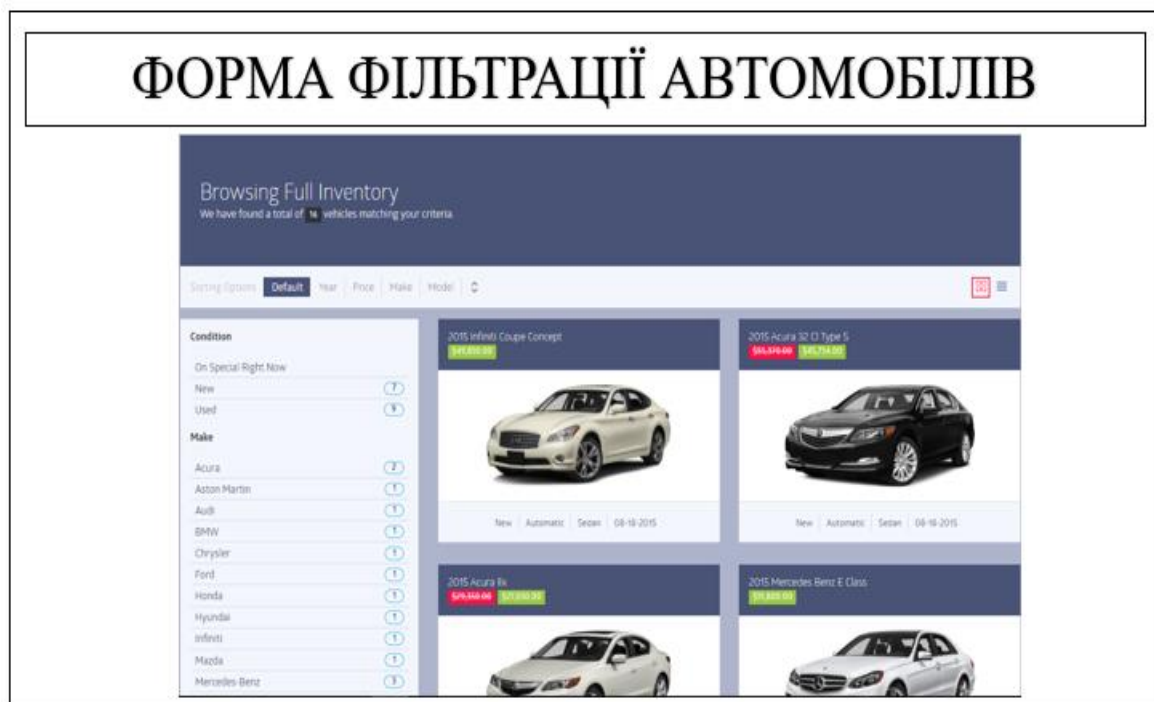 ФОРМА ФІЛЬТРАЦІЇ АВТОМОБІЛІВ
Browsing Full Inventory
We have found a total of 16 vehicles matching your criteria.
Sorting Options Default Year Price Make Model
Condition
On Special Right Now
New 7
Used 9
Make
Acura 2
Aston Martin 1
Audi 1
BMW 1
Chrysler 1
Ford 1
Honda 1
Hyundai 1
Infiniti 1
Mazda 1
Mercedes-Benz 3
2015 Infiniti Coupe Concept
New Automatic Sedan 08-18-2015
2015 Acura 32 Cl Type S
New Automatic Sedan 08-18-2015
2015 Acura Ilx
2015 Mercedes Benz E Class